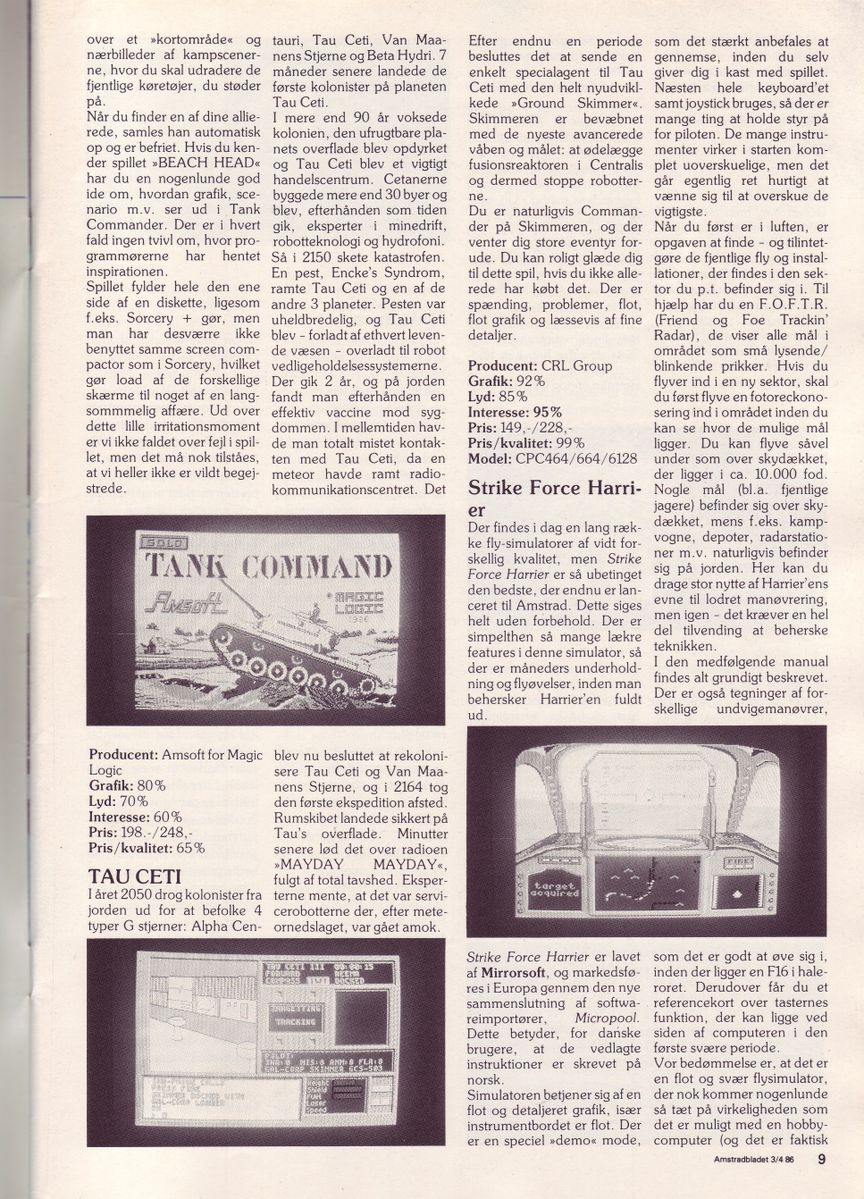 over et »kortområde« og
nærbilleder af kampscener-
ne, hvor du skal udradere de
fjentlige køretøjer, du støder
på.
Når du finder en af dine allie-
rede, samles han automatisk
op og er befriet. Hvis du ken-
der spillet »BEACH HEAD«
har du en nogenlunde god
ide om, hvordan grafik, sce-
nario m.v. ser ud i Tank
Commander. Der er i hvert
fald ingen tvivl om, hvor pro-
grammørerne har hentet
inspirationen.
Spillet fylder hele den ene
side af en diskette, ligesom
f.eks. Sorcery + gør, men
man har desværre ikke
benyttet samme screen com-
pactor som i Sorcery, hvilket
gør load af de forskellige
skærme til noget af en lang-
sommmelig affære. Ud over
dette lille irritationsmoment
er vi ikke faldet over fejl i spil-
let, men det må nok tilståes,
at vi heller ikke er vildt begej-
strede.
SOLD
TANK COMMAND
AMSOFT
© MAGIC
LOGIC
1986
Producent: Amsoft for Magic
Logic
Grafik: 80%
Lyd: 70%
Interesse: 60%
Pris: 198.-/248,-
Pris/kvalitet: 65%
TAU CETI
I året 2050 drog kolonister fra
jorden ud for at befolke 4
typer G stjerner: Alpha Cen-
tauri, Tau Ceti, Van Maa-
nens Stjerne og Beta Hydri. 7
måneder senere landede de
første kolonister på planeten
Tau Ceti.
I mere end 90 år voksede
kolonien, den ufrugtbare pla-
nets overflade blev opdyrket
og Tau Ceti blev et vigtigt
handelscentrum. Cetanerne
byggede mere end 30 byer og
blev, efterhånden som tiden
gik, eksperter i minedrift,
robotteknologi og hydrofoni.
Så i 2150 skete katastrofen.
En pest, Encke's Syndrom,
ramte Tau Ceti og en af de
andre 3 planeter. Pesten var
uheldbredelig, og Tau Ceti
blev – forladt af ethvert leven-
de væsen – overladt til robot
vedligeholdelsessystemerne.
Der gik 2 år, og på jorden
fandt man efterhånden en
effektiv vaccine mod syg-
dommen. I mellemtiden hav-
de man totalt mistet kontak-
ten med Tau Ceti, da en
meteor havde ramt radio-
kommunikationscentret. Det
blev nu besluttet at rekoloni-
sere Tau Ceti og Van Maa-
nens Stjerne, og i 2164 tog
den første ekspedition afsted.
Rumskibet landede sikkert på
Tau's overflade. Minutter
senere lød det over radioen
»MAYDAY MAYDAY«,
fulgt af total tavshed. Eksper-
terne mente, at det var servi-
cerobotterne der, efter mete-
ornedslaget, var gået amok.
TAU CETI III 00:00:15
FORWARD REEMA
COMPASS DOCKED
TARGETTING
TRACKING
PILOT:
INA:0 MIS:8 AMM:8 FLA:8
GAL-CORP SKIMMER GCS-503
Height
Shield
Fuel
Laser
Speed
Efter endnu en periode
besluttes det at sende en
enkelt specialagent til Tau
Ceti med den helt nyudvikl-
kede »Ground Skimmer«.
Skimmeren er bevæbnet
med de nyeste avancerede
våben og målet: at ødelægge
fusionsreaktoren i Centralis
og dermed stoppe robotter-
ne.
Du er naturligvis Comman-
der på Skimmeren, og der
venter dig store eventyr for-
ude. Du kan roligt glæde dig
til dette spil, hvis du ikke alle-
rede har købt det. Der er
spænding, problemer, flot,
flot grafik og læssevis af fine
detaljer.
Producent: CRL Group
Grafik: 92%
Lyd: 85%
Interesse: 95%
Pris: 149,-/228,-
Pris/kvalitet: 99%
Model: CPC464/664/6128
Strike Force Harri-
er
Der findes i dag en lang ræk-
ke fly-simulatorer af vidt for-
skellig kvalitet, men Strike
Force Harrier er så ubetinget
den bedste, der endnu er lan-
ceret til Amstrad. Dette siges
helt uden forbehold. Der er
simpelthen så mange lækre
features i denne simulator, så
der er måneders underhold-
ning og flyøvelser, inden man
behersker Harrier'en fuldt
ud.
target
acquired
FIRE!
Strike Force Harrier er lavet
af Mirrorsoft, og markedsfø-
res i Europa gennem den nye
sammenslutning af softwa-
reimportører, Micropool.
Dette betyder, for danske
brugere, at de vedlagte
instruktioner er skrevet på
norsk.
Simulatoren betjener sig af en
flot og detaljeret grafik, især
instrumentbordet er flot. Der
er en speciel »demo« mode,
som det stærkt anbefales at
gennemse, inden du selv
giver dig i kast med spillet.
Næsten hele keyboard'et
samt joystick bruges, så der er
mange ting at holde styr på
for piloten. De mange instru-
menter virker i starten kom-
plet uoverskuelige, men det
går egentlig ret hurtigt at
vænne sig til at overskue de
vigtigste.
Når du først er i luften, er
opgaven at finde – og tilintet-
gøre de fjentlige fly og instal-
lationer, der findes i den sek-
tor du p.t. befinder sig i. Til
hjælp har du en F.O.F.T.R.
(Friend og Foe Trackin'
Radar), de viser alle mål i
området som små lysende/
blinkende prikker. Hvis du
flyver ind i en ny sektor, skal
du først flyve en fotorecono-
sering ind i området inden du
kan se hvor de mulige mål
ligger. Du kan flyve såvel
under som over skydækket,
der ligger i ca. 10.000 fod.
Nogle mål (bl.a. fjentlige
jagere) befinder sig over sky-
dækket, mens f.eks. kamp-
vogne, depoter, radarstatio-
ner m.v. naturligvis befinder
sig på jorden. Her kan du
drage stor nytte af Harrier'ens
evne til lodret manøvrering,
men igen – det kræver en hel
del tilvending at beherske
teknikken.
I den medfølgende manual
findes alt grundigt beskrevet.
Der er også tegninger af for-
skellige undvigemanøvrer,
som det er godt at øve sig i,
inden der ligger en F16 i hale-
roret. Derudover får du et
referencekort over tasternes
funktion, der kan ligge ved
siden af computeren i den
første svære periode.
Vor bedømmelse er, at det er
en flot og svær flysimulator,
der nok kommer nogenlunde
så tæt på virkeligheden som
det er muligt med en hobby-
computer (og det er faktisk
Amstradbladet 3/4 86 9